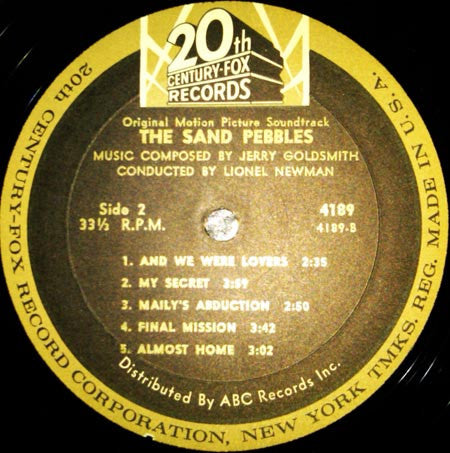 20th
CENTURY-FOX
RECORDS
Original Motion Picture Soundtrack
THE SAND PEBBLES
MUSIC COMPOSED BY JERRY GOLDSMITH
CONDUCTED BY LIONEL NEWMAN
Side 2
33⅓ R.P.M.
4189
4189-B
1. AND WE WERE LOVERS 2:35
2. MY SECRET 3:59
3. MAILY'S ABDUCTION 2:50
4. FINAL MISSION 3:42
5. ALMOST HOME 3:02
Distributed By ABC Records Inc.
20th CENTURY-FOX RECORD CORPORATION, NEW YORK TMKS. REG. MADE IN U.S.A.